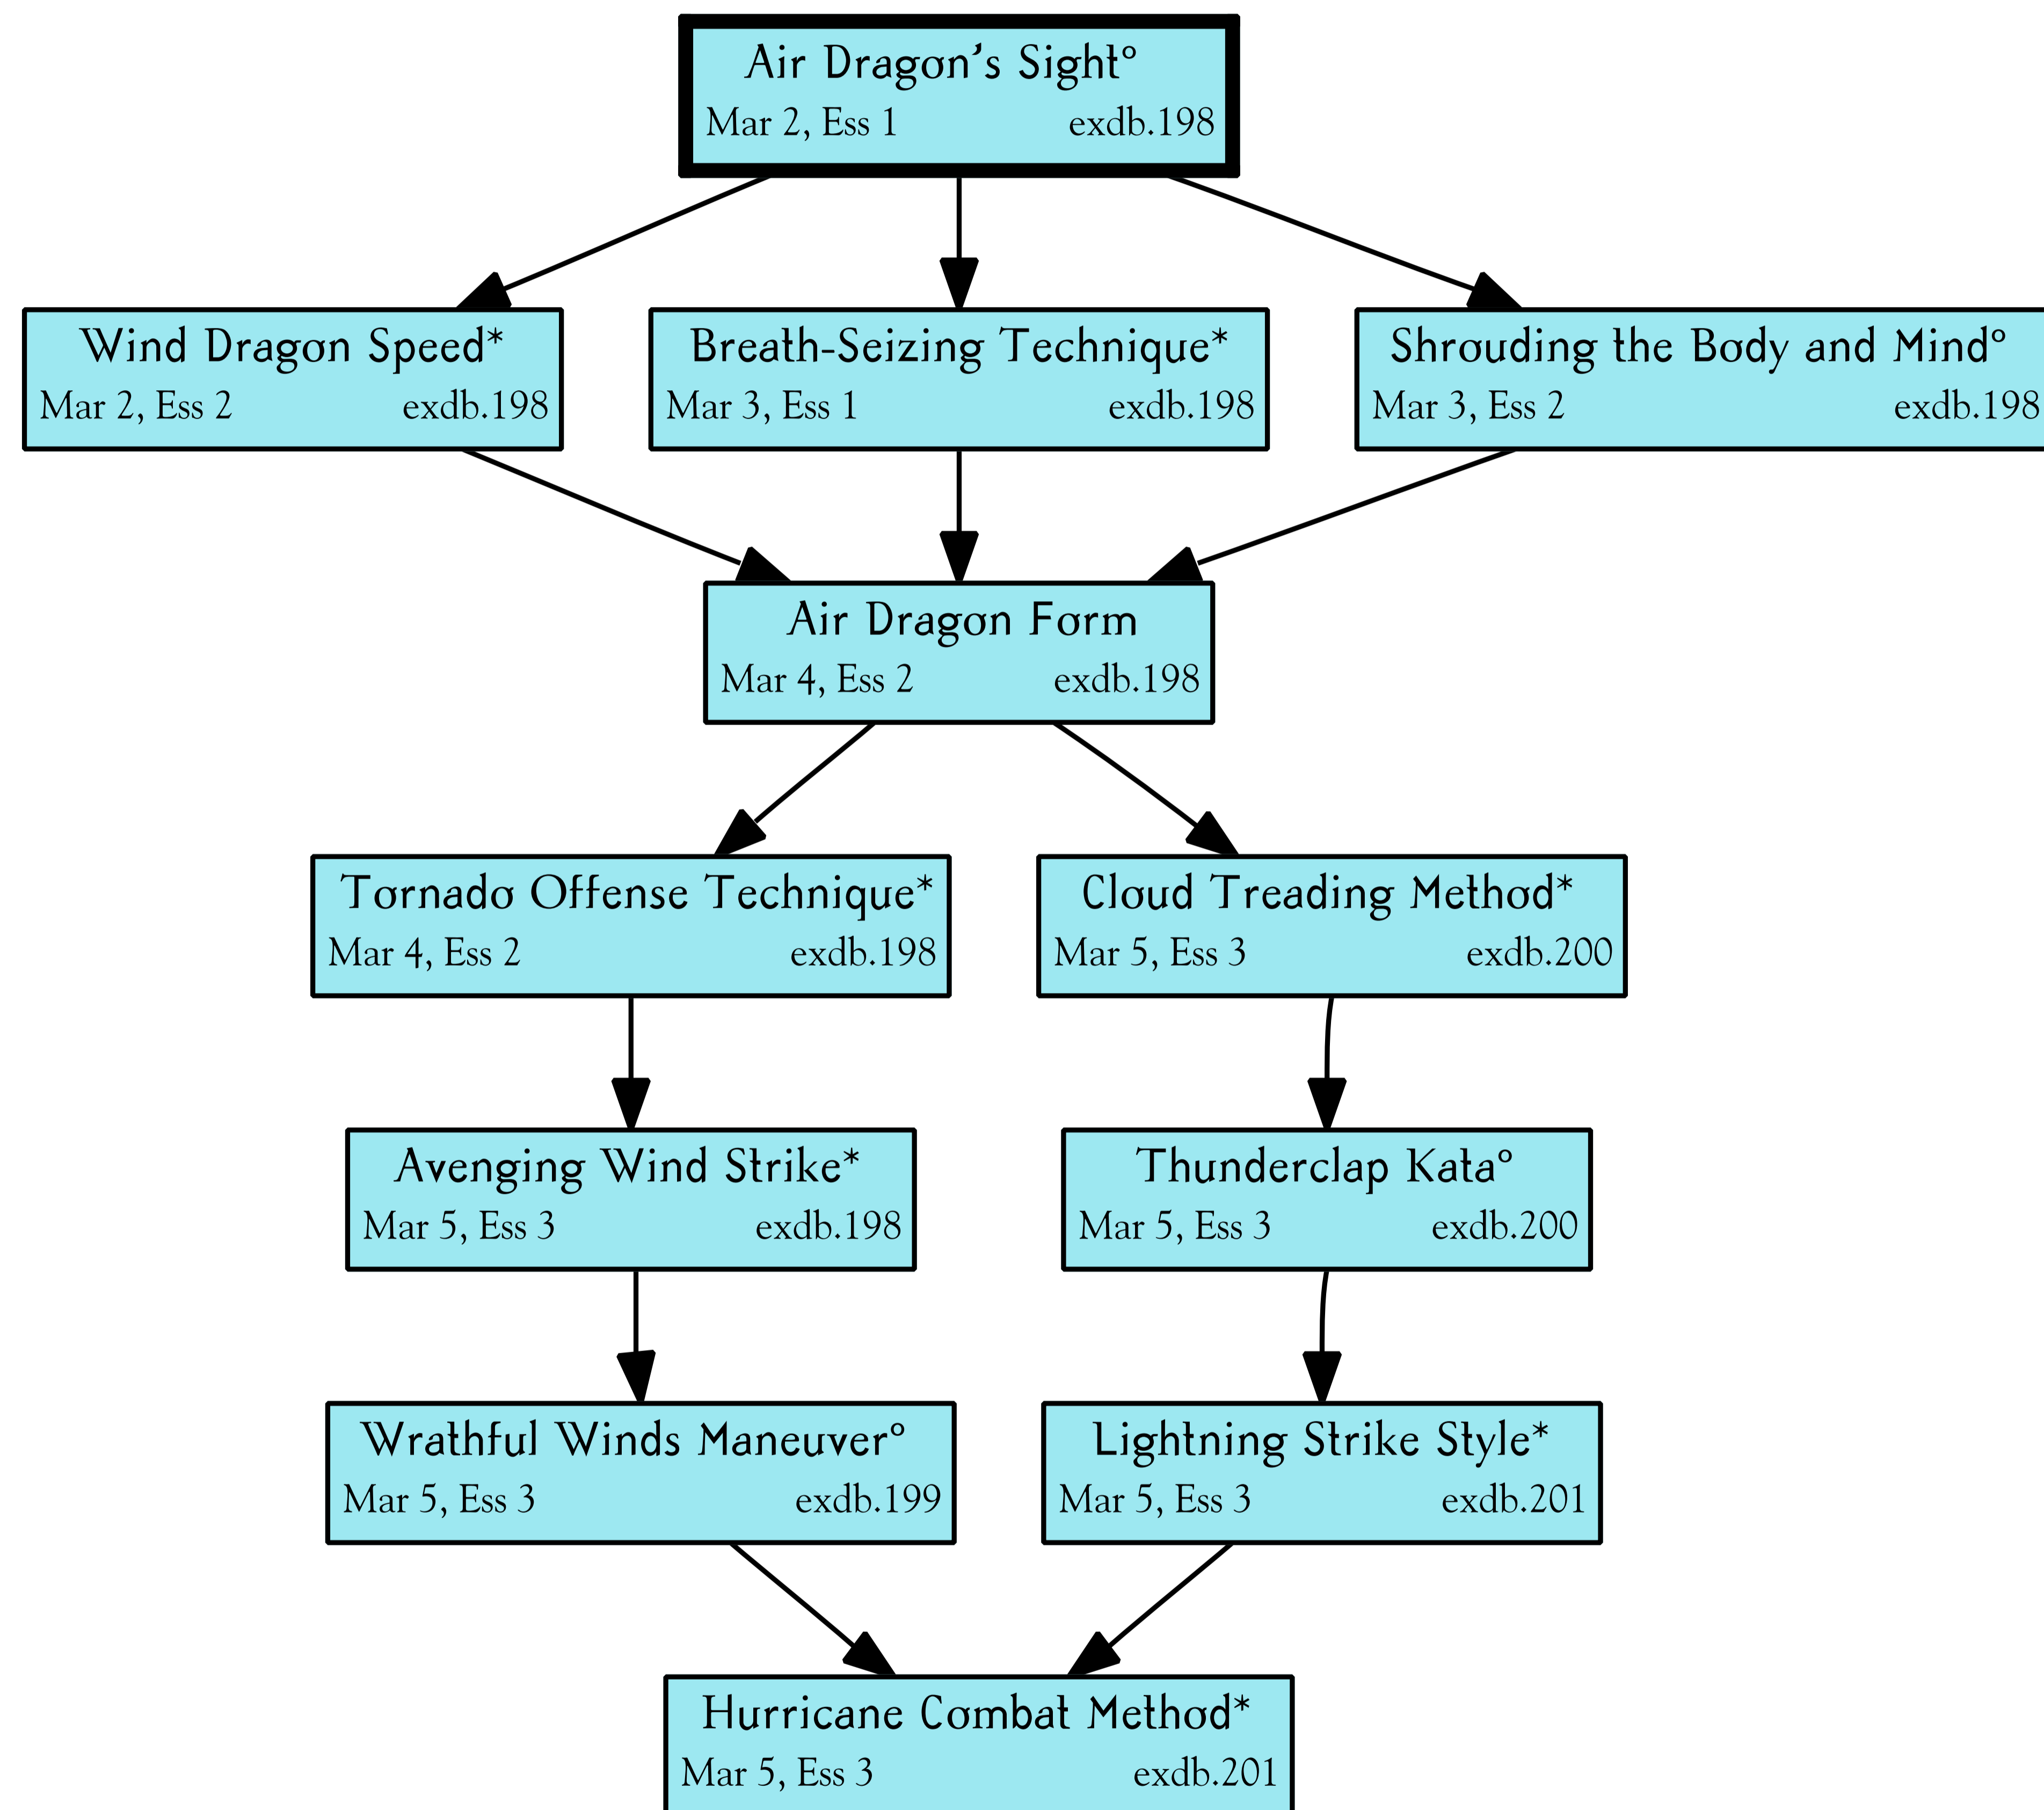 Air Dragon's Sight°
Mar 2, Ess 1 exdb.198
Wind Dragon Speed*
Mar 2, Ess 2 exdb.198
Breath-Seizing Technique*
Mar 3, Ess 1 exdb.198
Shrouding the Body and Mind°
Mar 3, Ess 2 exdb.198
Air Dragon Form
Mar 4, Ess 2 exdb.198
Tornado Offense Technique*
Mar 4, Ess 2 exdb.198
Cloud Treading Method*
Mar 5, Ess 3 exdb.200
Avenging Wind Strike*
Mar 5, Ess 3 exdb.198
Thunderclap Kata°
Mar 5, Ess 3 exdb.200
Wrathful Winds Maneuver°
Mar 5, Ess 3 exdb.199
Lightning Strike Style*
Mar 5, Ess 3 exdb.201
Hurricane Combat Method*
Mar 5, Ess 3 exdb.201